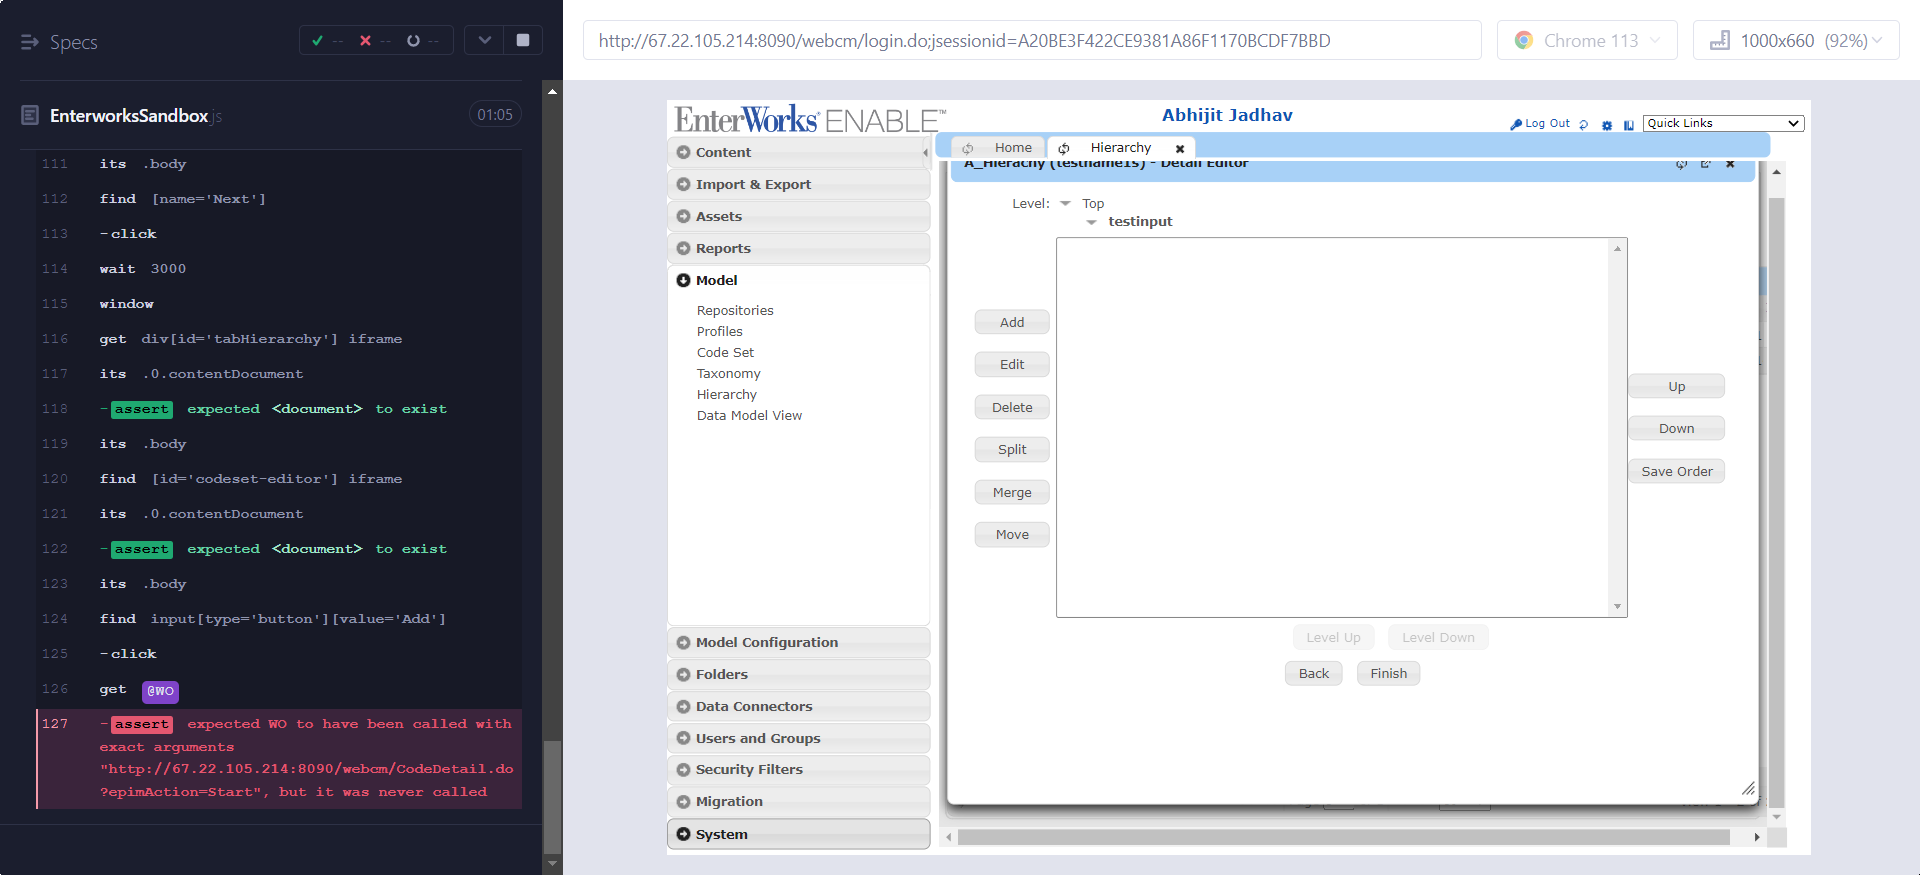 Specs
-- -- --
EnterworksSandbox.js
01:05
111 its .body
112 find [name='Next']
113 -click
114 wait 3000
115 window
116 get div[id='tabHierarchy'] iframe
117 its .0.contentDocument
118 -assert expected <document> to exist
119 its .body
120 find [id='codeset-editor'] iframe
121 its .0.contentDocument
122 -assert expected <document> to exist
123 its .body
124 find input[type='button'][value='Add']
125 -click
126 get @WO
127 -assert expected WO to have been called with
exact arguments
"http://67.22.105.214:8090/webcm/CodeDetail.do
?epimAction=Start", but it was never called
http://67.22.105.214:8090/webcm/login.do;jsessionid=A20BE3F422CE9381A86F1170BCDF7BBD
Chrome 113
1000x660 (92%)
EnterWorks® ENABLE™
Abhijit Jadhav
Log Out
Quick Links
Content
Import & Export
Assets
Reports
Model
Repositories
Profiles
Code Set
Taxonomy
Hierarchy
Data Model View
Model Configuration
Folders
Data Connectors
Users and Groups
Security Filters
Migration
System
Home
Hierarchy
A_Hierachy (testname1s) - Detail Editor
Level: Top
testinput
Add
Edit
Delete
Split
Merge
Move
Up
Down
Save Order
Level Up
Level Down
Back
Finish